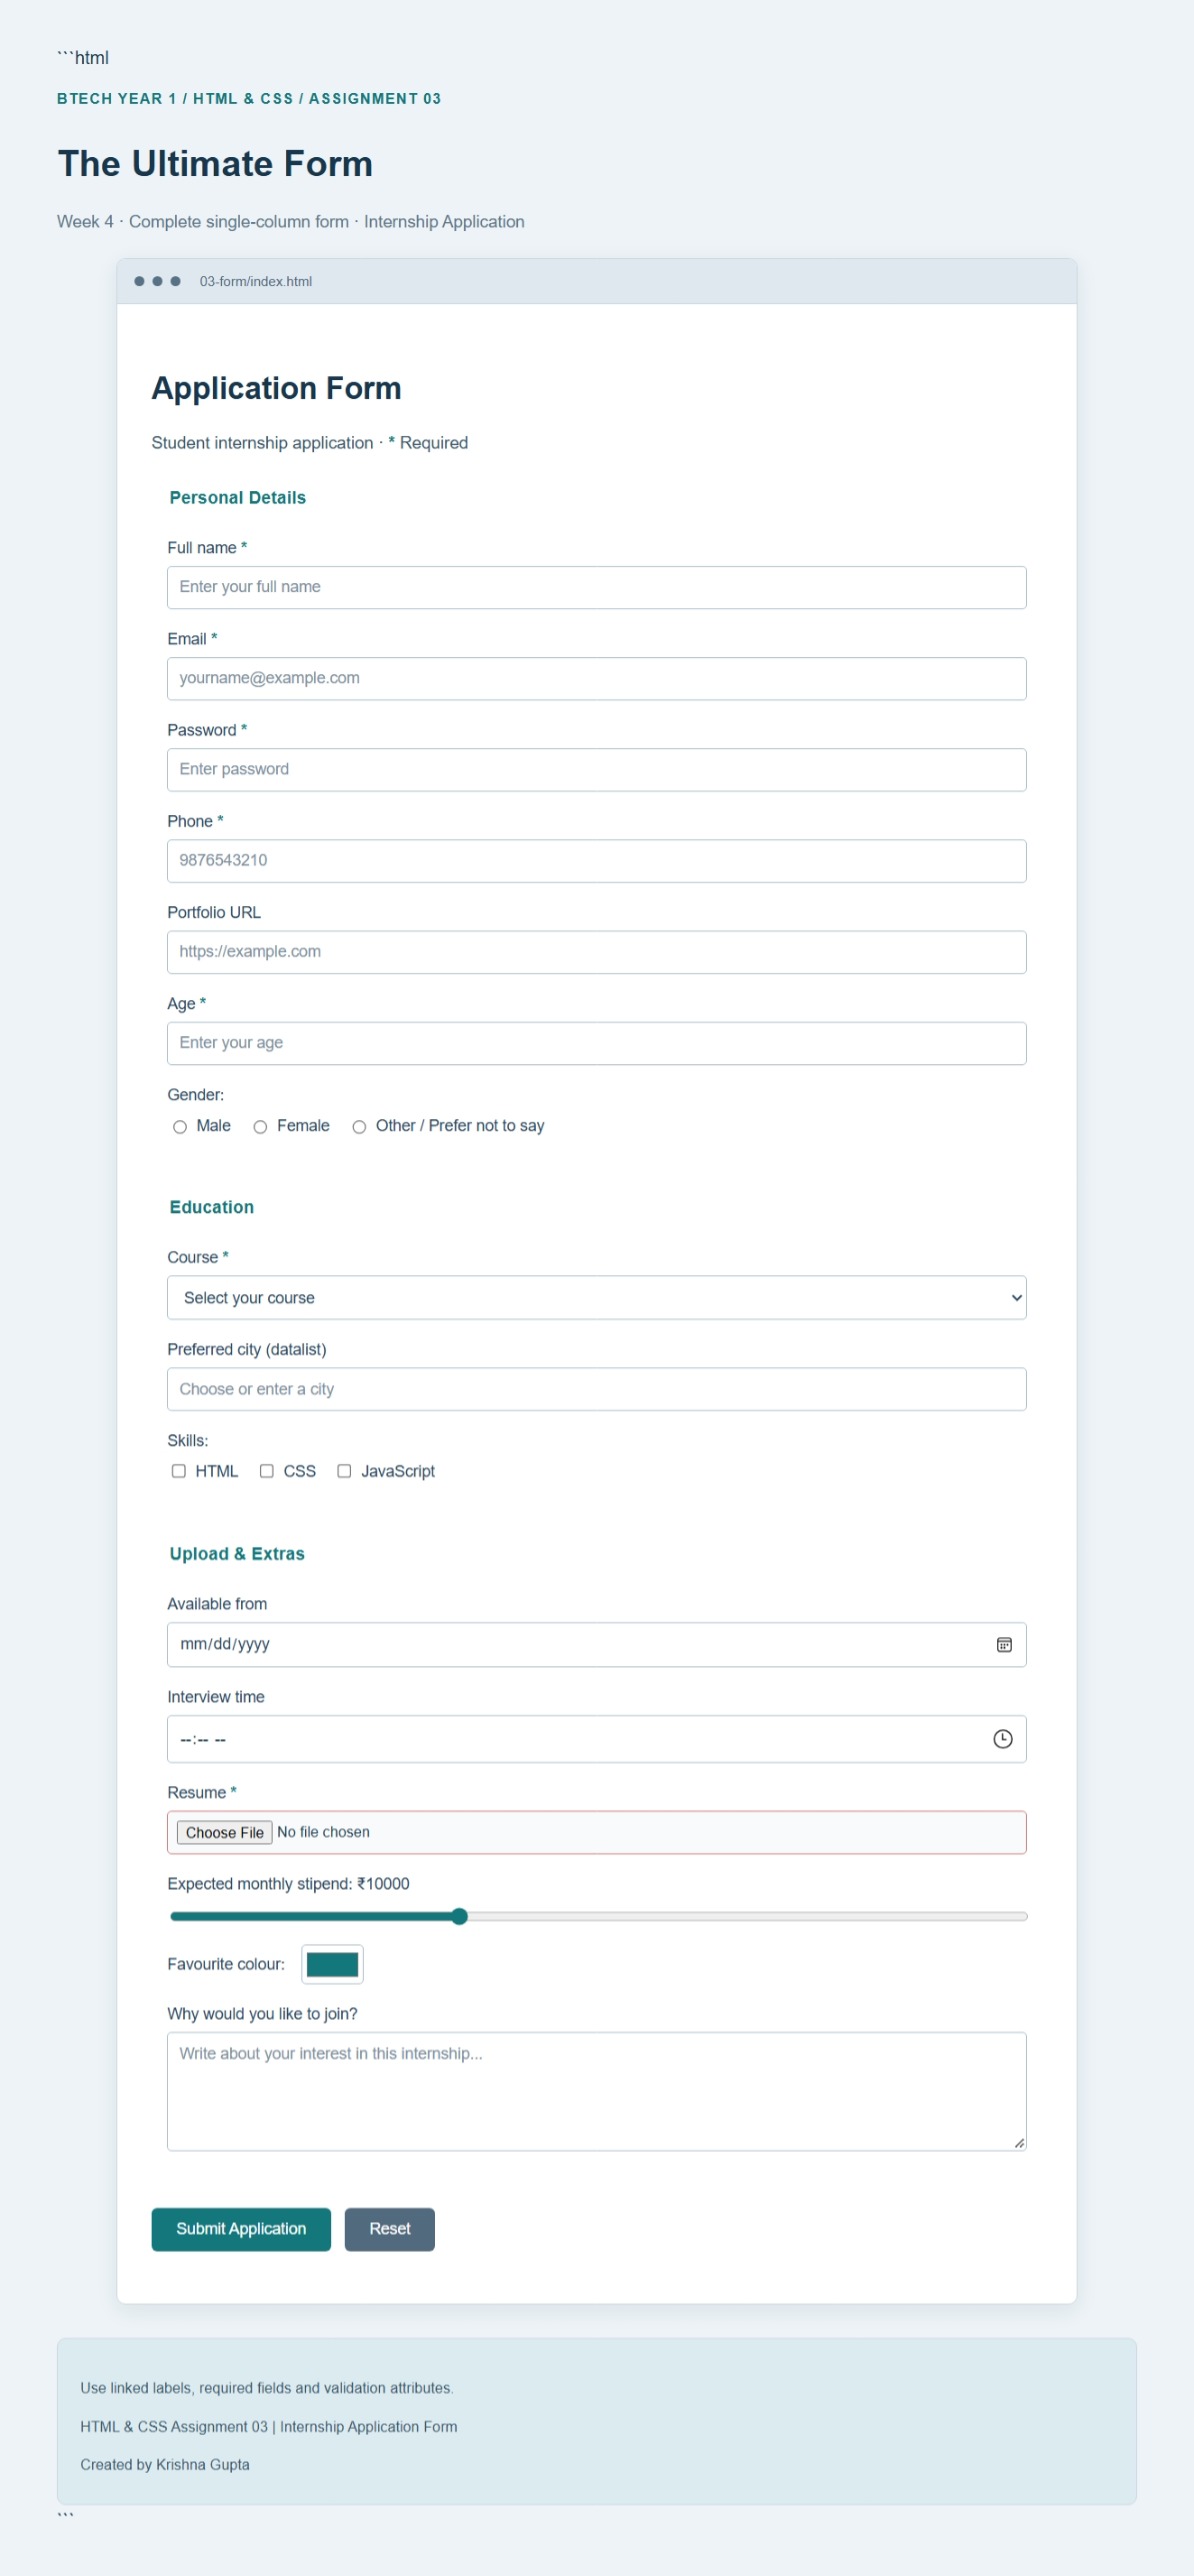 ```html
BTECH YEAR 1 / HTML & CSS / ASSIGNMENT 03
The Ultimate Form
Week 4 · Complete single-column form · Internship Application
03-form/index.html
Application Form
Student internship application · * Required
Personal Details
Full name *
Enter your full name
Email *
yourname@example.com
Password *
Enter password
Phone *
9876543210
Portfolio URL
https://example.com
Age *
Enter your age
Gender:
Male Female Other / Prefer not to say
Education
Course *
Select your course
Preferred city (datalist)
Choose or enter a city
Skills:
HTML CSS JavaScript
Upload & Extras
Available from
mm/dd/yyyy
Interview time
--:-- --
Resume *
Choose File No file chosen
Expected monthly stipend: ₹10000
Favourite colour:
Why would you like to join?
Write about your interest in this internship...
Submit Application Reset
Use linked labels, required fields and validation attributes.
HTML & CSS Assignment 03 | Internship Application Form
Created by Krishna Gupta
```